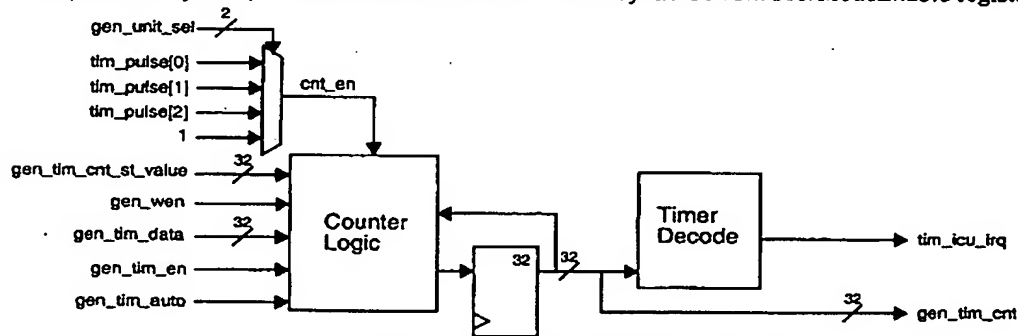 gen_unit_sel
2
tim_pulse[0]
tim_pulse[1]
tim_pulse[2]
1
cnt_en
gen_tim_cnt_st_value
32
gen_wen
gen_tim_data
32
gen_tim_en
gen_tim_auto
Counter
Logic
32
32
Timer
Decode
tim_icu_irq
32
gen_tim_cnt